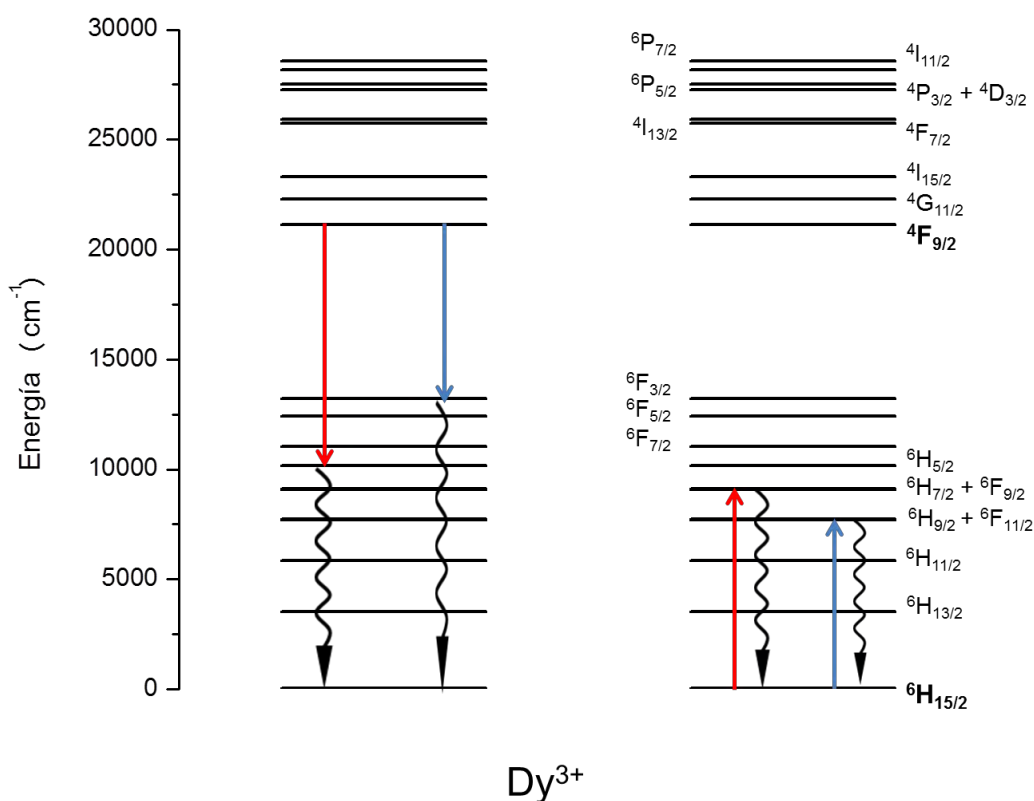 Energía (cm⁻¹)
30000
25000
20000
15000
10000
5000
0
⁶P₇/₂
⁶P₅/₂
⁴I₁₃/₂
⁶F₃/₂
⁶F₅/₂
⁶F₇/₂
⁴I₁₁/₂
⁴P₃/₂ + ⁴D₃/₂
⁴F₇/₂
⁴I₁₅/₂
⁴G₁₁/₂
⁴F₉/₂
⁶H₅/₂
⁶H₇/₂ + ⁶F₉/₂
⁶H₉/₂ + ⁶F₁₁/₂
⁶H₁₁/₂
⁶H₁₃/₂
⁶H₁₅/₂
Dy³⁺